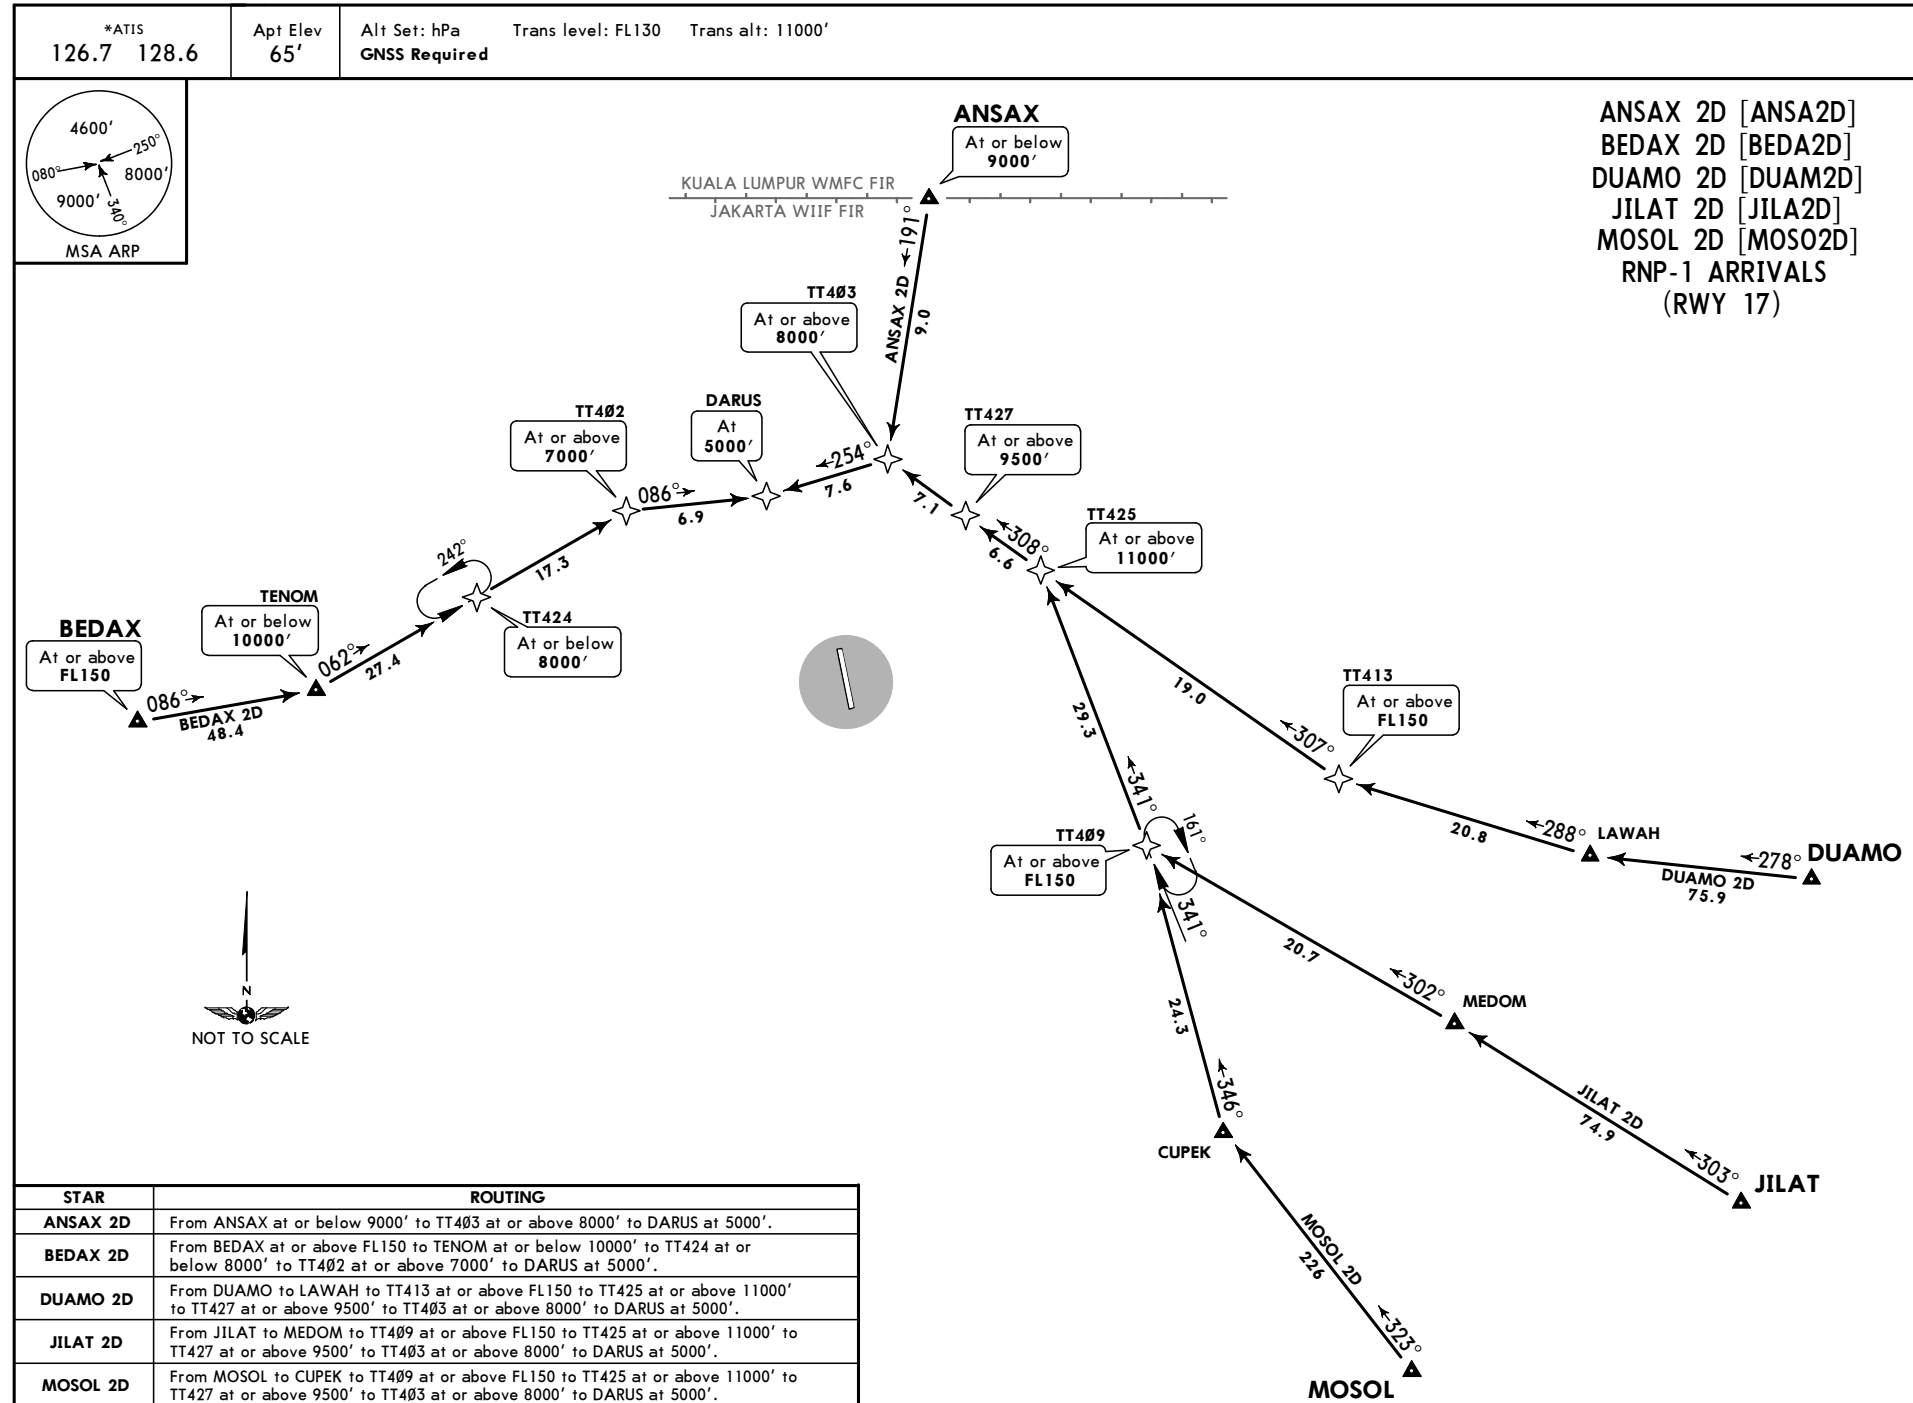 *ATIS
126.7 128.6
Apt Elev
65'
Alt Set: hPa Trans level: FL130 Trans alt: 11000'
GNSS Required
4600'
250°
080°
8000'
9000'
340°
MSA ARP
ANSAX 2D [ANSA2D]
BEDAX 2D [BEDA2D]
DUAMO 2D [DUAM2D]
JILAT 2D [JILA2D]
MOSOL 2D [MOSO2D]
RNP-1 ARRIVALS
(RWY 17)
ANSAX
At or below
9000'
KUALA LUMPUR WMFC FIR
JAKARTA WIIF FIR
191°
ANSAX 2D
9.0
TT4Ø3
At or above
8000'
DARUS
At
5000'
254°
7.6
TT4Ø2
At or above
7000'
086°
6.9
TT427
At or above
9500'
7.1
TT425
At or above
11000'
308°
6.6
242°
17.3
TT424
At or below
8000'
TENOM
At or below
10000'
062°
27.4
BEDAX
At or above
FL150
086°
BEDAX 2D
48.4
TT413
At or above
FL150
19.0
307°
29.3
341°
161°
TT4Ø9
At or above
FL150
341°
20.8
288°
LAWAH
278°
DUAMO
DUAMO 2D
75.9
20.7
302°
MEDOM
24.3
346°
CUPEK
JILAT 2D
74.9
303°
JILAT
MOSOL 2D
226
323°
MOSOL
N
NOT TO SCALE
STAR ROUTING
ANSAX 2D From ANSAX at or below 9000' to TT4Ø3 at or above 8000' to DARUS at 5000'.
BEDAX 2D From BEDAX at or above FL150 to TENOM at or below 10000' to TT424 at or
below 8000' to TT4Ø2 at or above 7000' to DARUS at 5000'.
DUAMO 2D From DUAMO to LAWAH to TT413 at or above FL150 to TT425 at or above 11000'
to TT427 at or above 9500' to TT4Ø3 at or above 8000' to DARUS at 5000'.
JILAT 2D From JILAT to MEDOM to TT4Ø9 at or above FL150 to TT425 at or above 11000' to
TT427 at or above 9500' to TT4Ø3 at or above 8000' to DARUS at 5000'.
MOSOL 2D From MOSOL to CUPEK to TT4Ø9 at or above FL150 to TT425 at or above 11000' to
TT427 at or above 9500' to TT4Ø3 at or above 8000' to DARUS at 5000'.